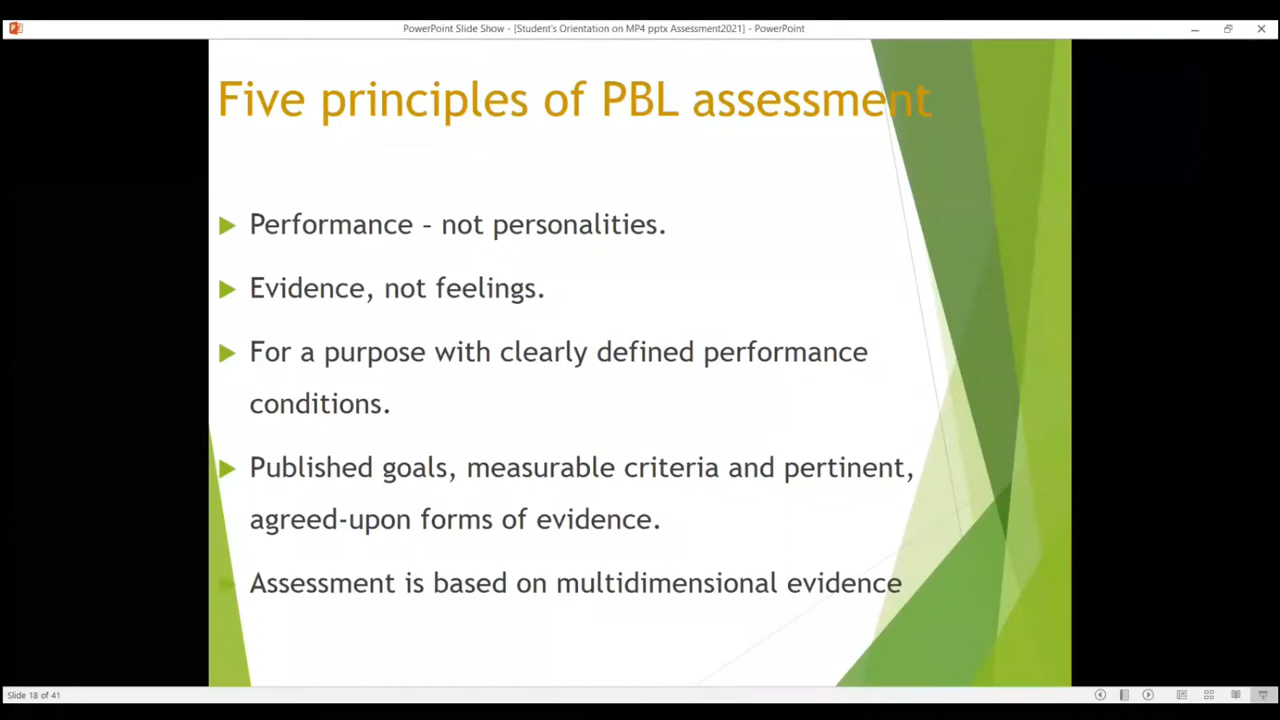 PowerPoint Slide Show - [Student's Orientation on MP4 pptx Assessment2021] - PowerPoint
Five principles of PBL assessment
Performance – not personalities.
Evidence, not feelings.
For a purpose with clearly defined performance
conditions.
Published goals, measurable criteria and pertinent,
agreed-upon forms of evidence.
Assessment is based on multidimensional evidence
Slide 18 of 41